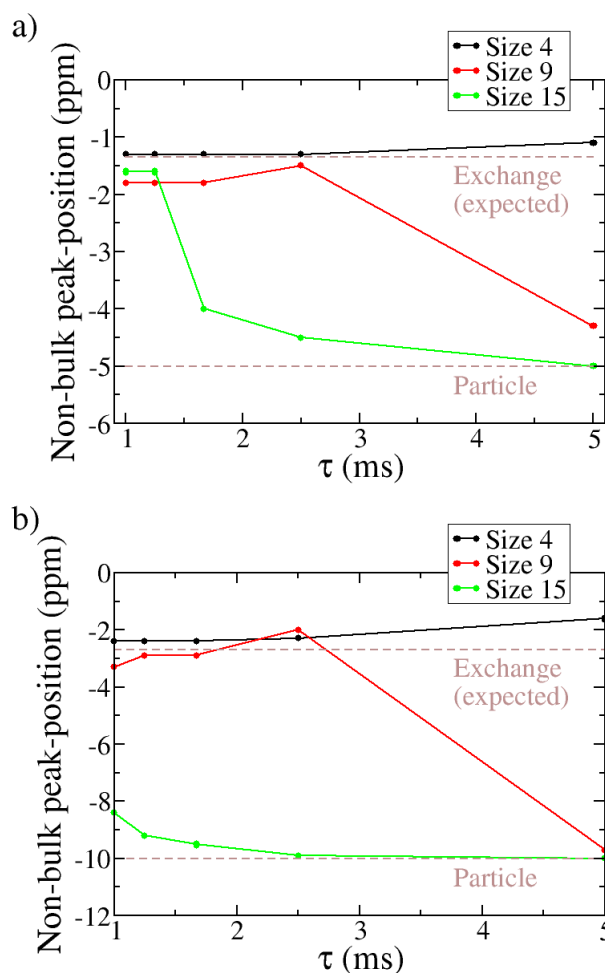 a)
Size 4
Size 9
Size 15
Non-bulk peak-position (ppm)
0
-1
-2
-3
-4
-5
-6
Exchange
(expected)
Particle
1
2
3
4
5
τ (ms)
b)
Size 4
Size 9
Size 15
Non-bulk peak-position (ppm)
0
-2
-4
-6
-8
-10
-12
Exchange
(expected)
Particle
1
2
3
4
5
τ (ms)